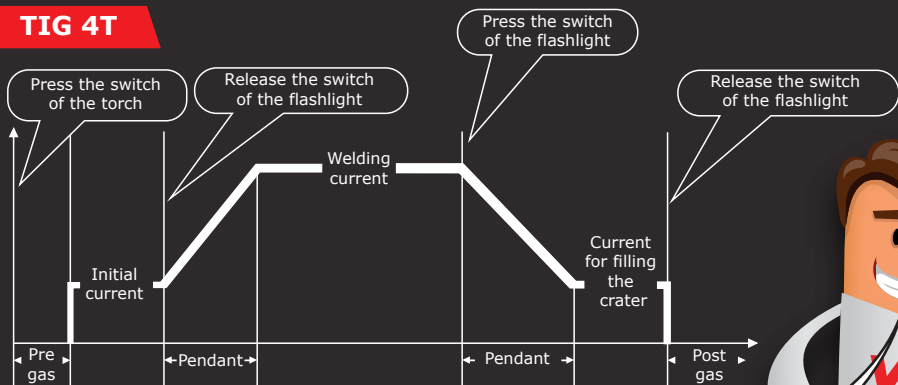 TIG 4T
Press the switch
of the torch
Release the switch
of the flashlight
Press the switch
of the flashlight
Release the switch
of the flashlight
Welding
current
Initial
current
Current
for filling
the
crater
Pre
gas
Pendant
Pendant
Post
gas